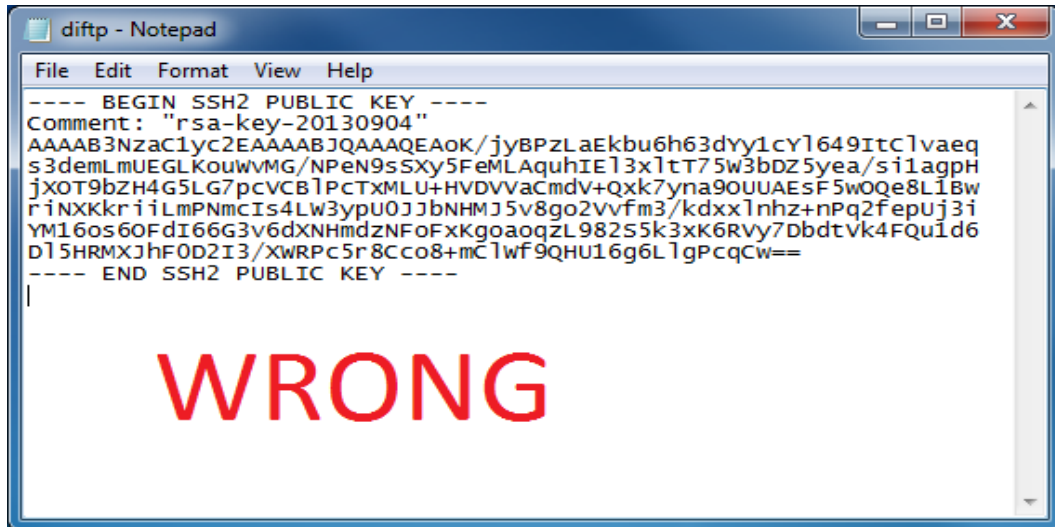 diftp - Notepad
File Edit Format View Help
---- BEGIN SSH2 PUBLIC KEY ----
Comment: "rsa-key-20130904"
AAAAB3NzaC1yc2EAAAABJQAAAQEAoK/jyBPzLaEkbu6h63dYy1cYl649ItClvaeq
s3demLmUEGLKouWvMG/NPeN9sSXy5FeMLAquhIEl3xltT75W3bDZ5yea/si1agpH
jXOT9bZH4G5LG7pcVCBlPcTxMLU+HVDVVaCmdV+Qxk7yna9OUUAEsF5wOQe8L1Bw
riNXKkriiLmPNmcIs4LW3ypU0JJbNHMJ5v8go2Vvfm3/kdxxlnhz+nPq2fepUj3i
YM16os6OFdI66G3v6dXNHmdzNFoFxKgoaoqzL982S5k3xK6RVy7DbdtVk4FQu1d6
Dl5HRMXJhF0D2I3/XWRPc5r8Cco8+mClWf9QHU16g6LlgPcqCw==
---- END SSH2 PUBLIC KEY ----
WRONG